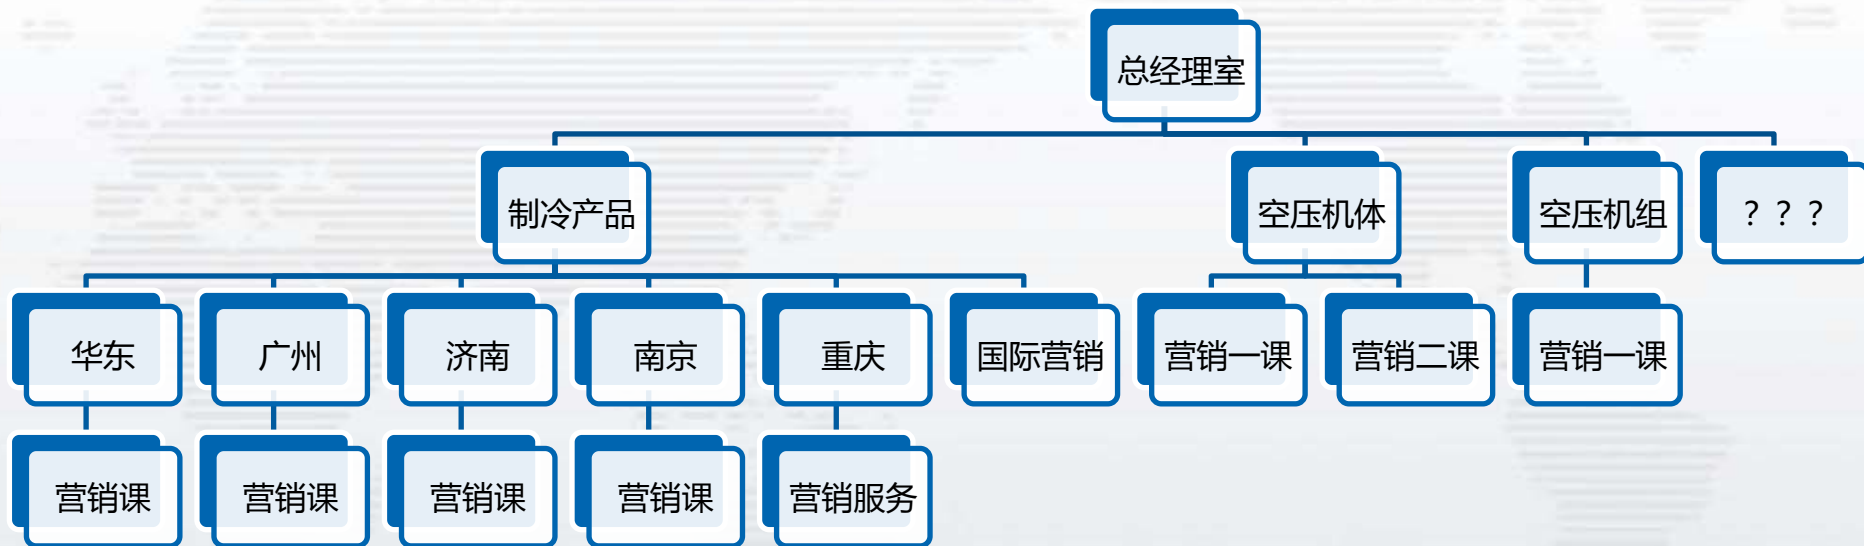 总经理室
制冷产品
空压机体
空压机组
？？？
华东
广州
济南
南京
重庆
国际营销
营销一课
营销二课
营销一课
营销课
营销课
营销课
营销课
营销服务